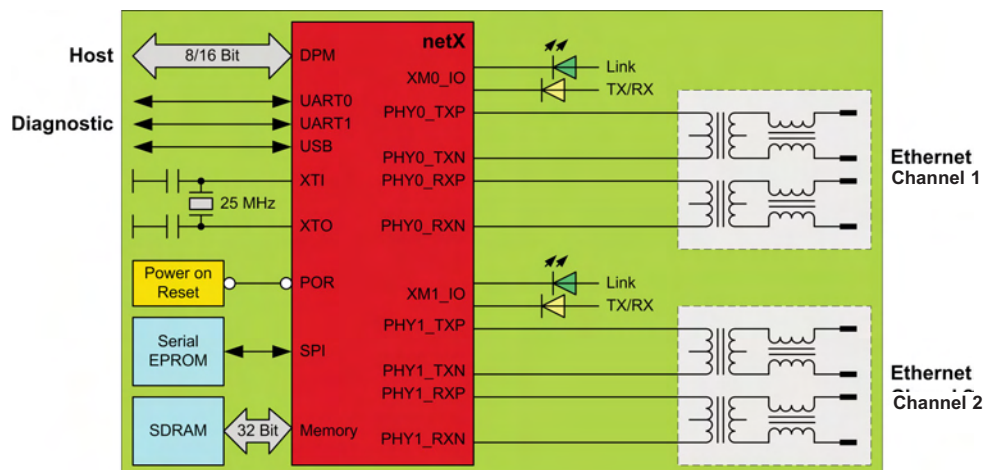 Host
8/16 Bit
DPM
netX
XM0_IO
Link
TX/RX
Diagnostic
UART0
UART1
USB
PHY0_TXP
PHY0_TXN
PHY0_RXP
PHY0_RXN
Ethernet
Channel 1
XTI
25 MHz
XTO
Power on
Reset
POR
XM1_IO
Link
TX/RX
Serial
EPROM
SPI
PHY1_TXP
PHY1_TXN
PHY1_RXP
PHY1_RXN
Ethernet
Channel 2
SDRAM
32 Bit
Memory